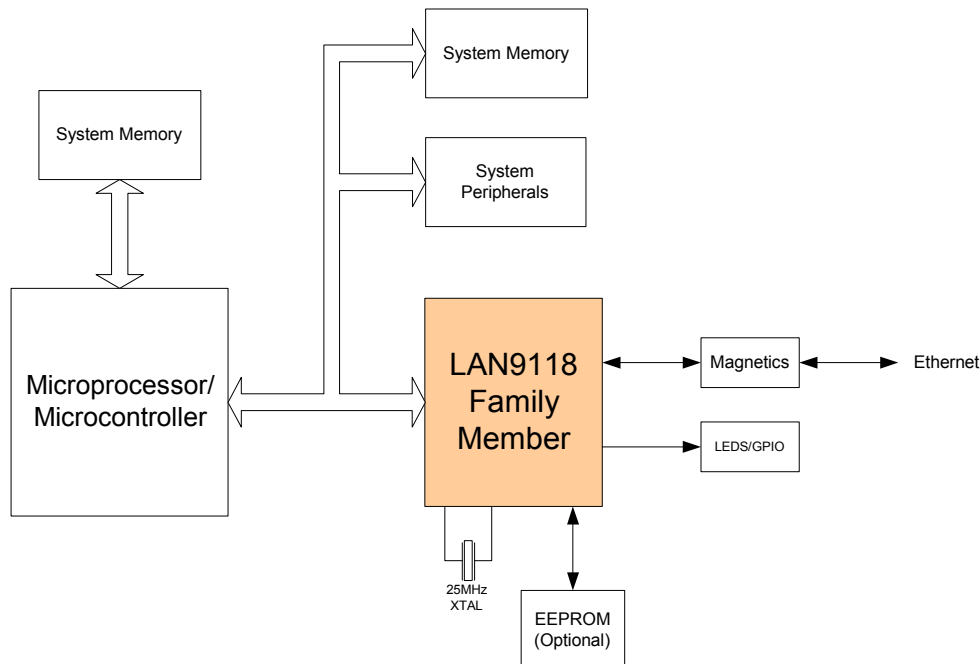 System Memory
System Memory
System
Peripherals
Microprocessor/
Microcontroller
LAN9118
Family
Member
Magnetics
Ethernet
LEDS/GPIO
25MHz
XTAL
EEPROM
(Optional)